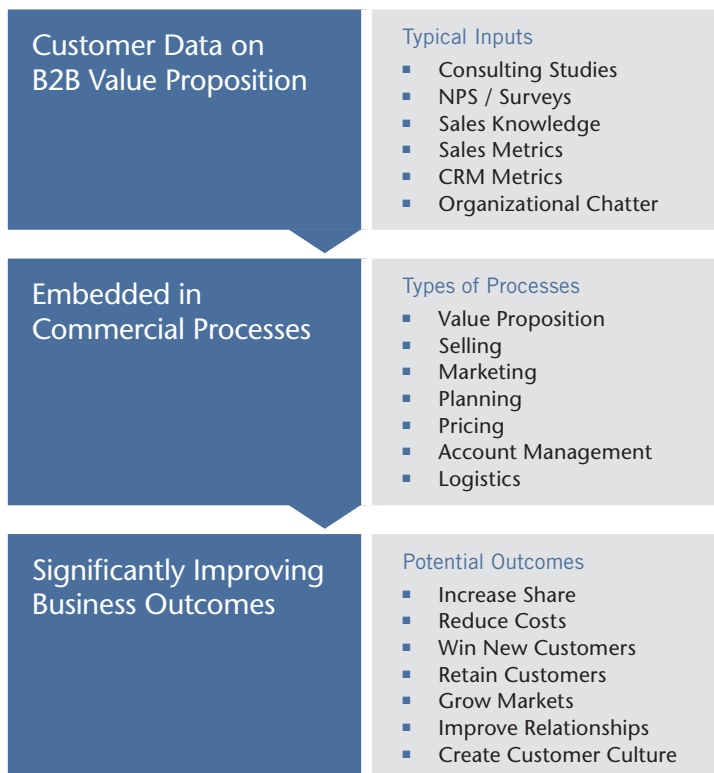 Customer Data on
B2B Value Proposition
Typical Inputs
▪ Consulting Studies
▪ NPS / Surveys
▪ Sales Knowledge
▪ Sales Metrics
▪ CRM Metrics
▪ Organizational Chatter
Embedded in
Commercial Processes
Types of Processes
▪ Value Proposition
▪ Selling
▪ Marketing
▪ Planning
▪ Pricing
▪ Account Management
▪ Logistics
Significantly Improving
Business Outcomes
Potential Outcomes
▪ Increase Share
▪ Reduce Costs
▪ Win New Customers
▪ Retain Customers
▪ Grow Markets
▪ Improve Relationships
▪ Create Customer Culture